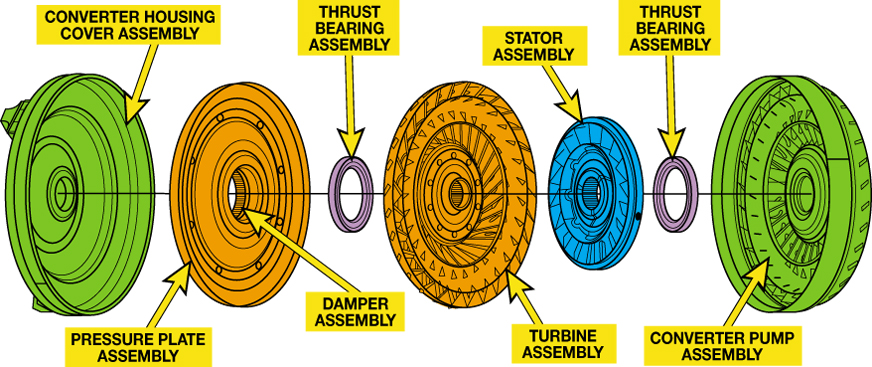 CONVERTER HOUSING
COVER ASSEMBLY
THRUST
BEARING
ASSEMBLY
STATOR
ASSEMBLY
THRUST
BEARING
ASSEMBLY
DAMPER
ASSEMBLY
PRESSURE PLATE
ASSEMBLY
TURBINE
ASSEMBLY
CONVERTER PUMP
ASSEMBLY